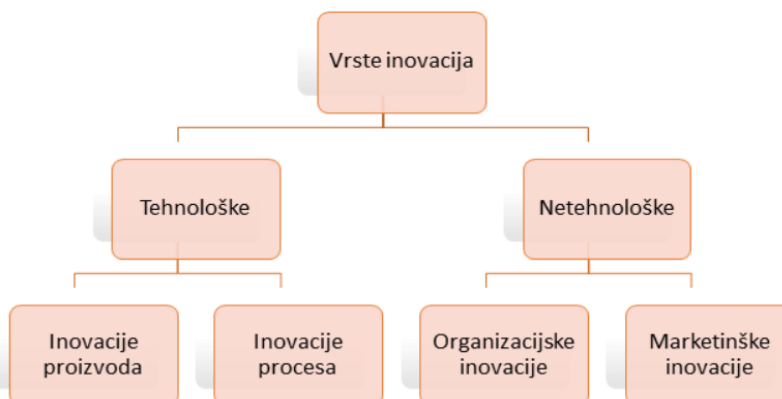 Vrste inovacija
Tehnološke
Netehnološke
Inovacije
proizvoda
Inovacije
procesa
Organizacijske
inovacije
Marketinške
inovacije